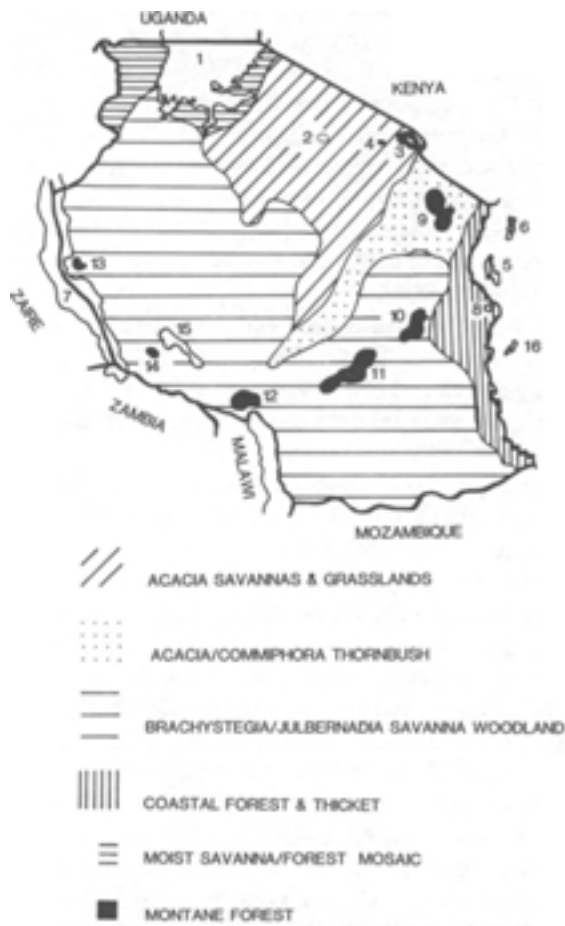 UGANDA
1
KENYA
2
4
3
9
6
5
13
7
ZAIRE
10
8
15
16
14
11
12
ZAMBIA
MALAWI
MOZAMBIQUE
ACACIA SAVANNAS & GRASSLANDS
ACACIA/COMMIPHORA THORNBUSH
BRACHYSTEGIA/JULBERNADIA SAVANNA WOODLAND
COASTAL FOREST & THICKET
MOIST SAVANNA/FOREST MOSAIC
MONTANE FOREST